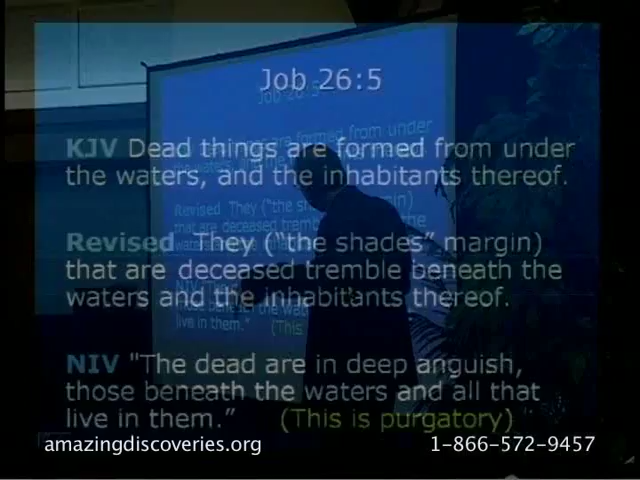 Job 26:5
KJV Dead things are formed from under
the waters, and the inhabitants thereof.
Revised They ("the shades" margin)
that are deceased tremble beneath the
waters and the inhabitants thereof.
NIV "The dead are in deep anguish,
those beneath the waters and all that
live in them." (This is purgatory)
amazingdiscoveries.org
1-866-572-9457